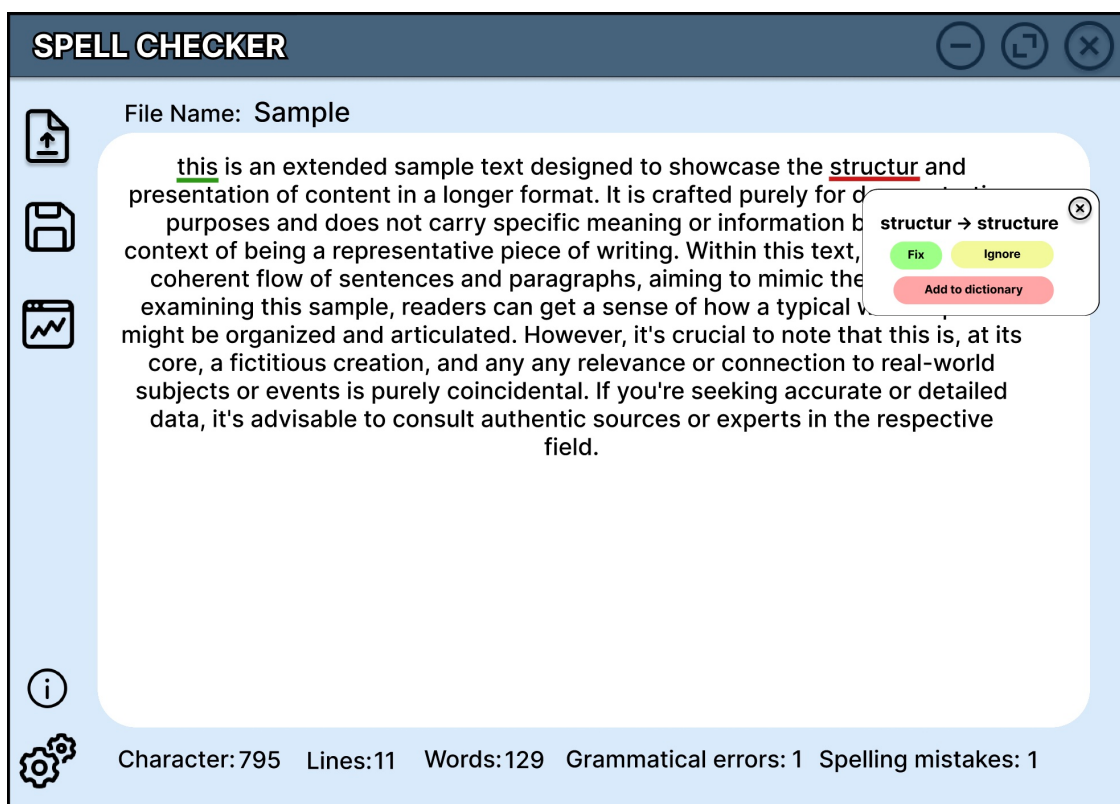 SPELL CHECKER
File Name: Sample
this is an extended sample text designed to showcase the structur and
presentation of content in a longer format. It is crafted purely for
purposes and does not carry specific meaning or information
context of being a representative piece of writing. Within this text,
coherent flow of sentences and paragraphs, aiming to mimic the
examining this sample, readers can get a sense of how a typical
might be organized and articulated. However, it's crucial to note that this is, at its
core, a fictitious creation, and any any relevance or connection to real-world
subjects or events is purely coincidental. If you're seeking accurate or detailed
data, it's advisable to consult authentic sources or experts in the respective
field.
structur → structure
Fix Ignore
Add to dictionary
Character: 795 Lines: 11 Words: 129 Grammatical errors: 1 Spelling mistakes: 1